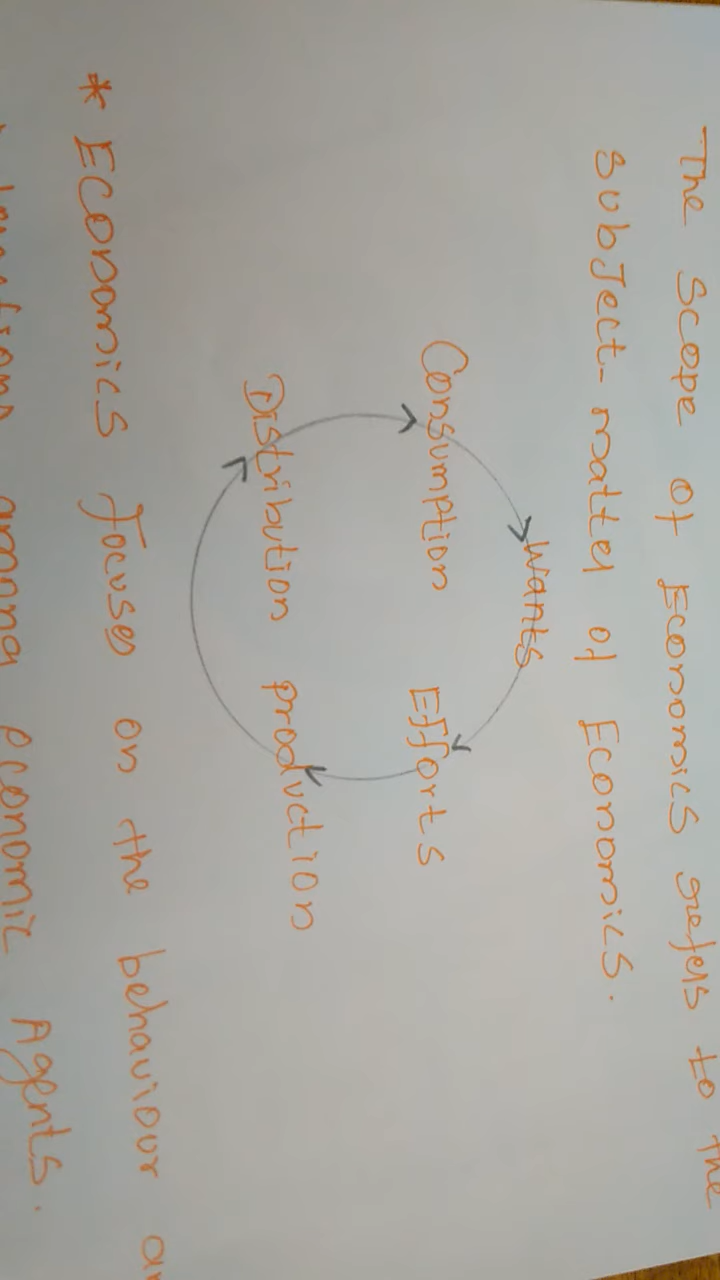 The scope of Economics refers to the
subject-matter of Economics.
Wants
Consumption Efforts
Distribution production
* Economics focuses on the behaviour
among economic Agents.